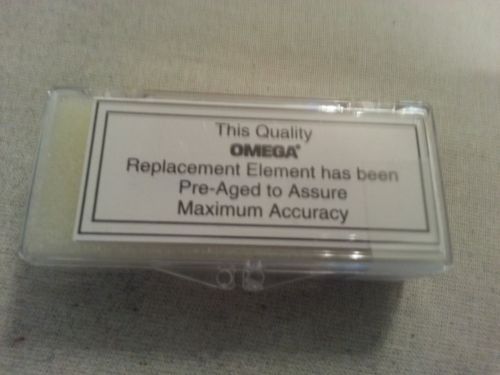 This Quality
OMEGA®
Replacement Element has been
Pre-Aged to Assure
Maximum Accuracy